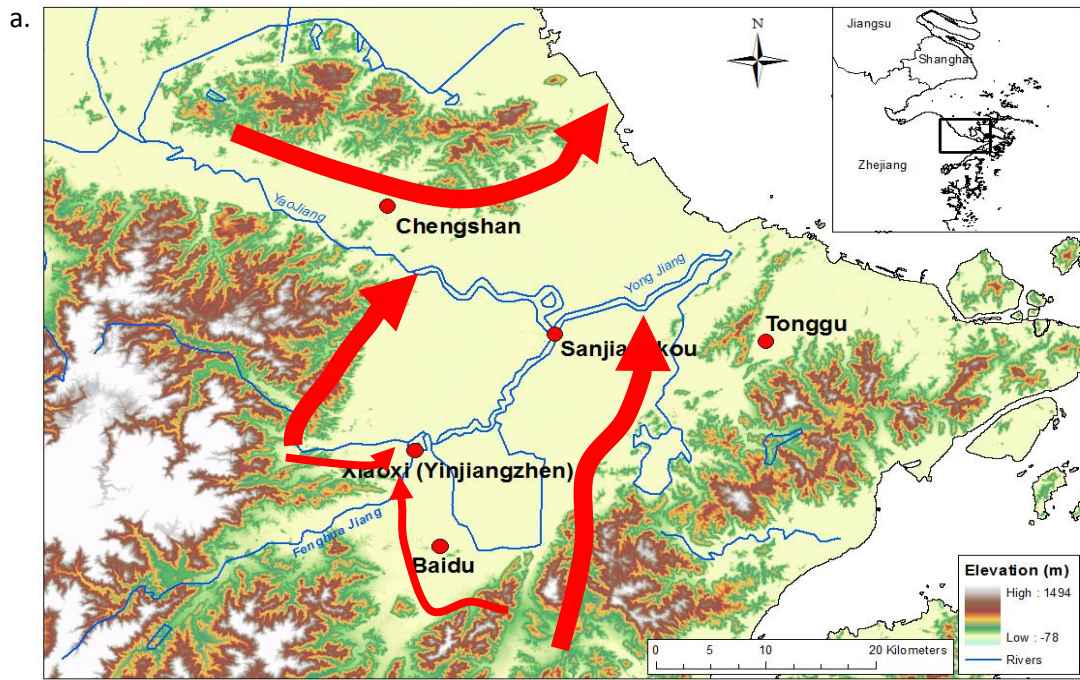 a.
N
Jiangsu
Shanghai
Zhejiang
YaoJiang
Chengshan
Yong Jiang
Tonggu
Sanjiangkou
Xiaoxi (Yinjiangzhen)
Fenghua Jiang
Baidu
Elevation (m)
High : 1494
Low : -78
Rivers
0 5 10 20 Kilometers